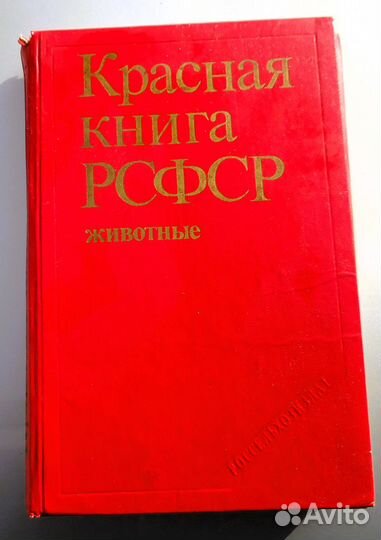 Красная
книга
РСФСР
животные
Avito